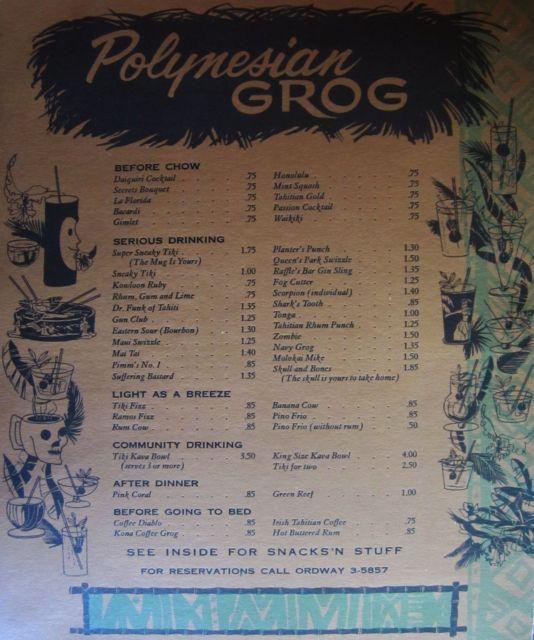 Polynesian
GROG
BEFORE CHOW
Daiquiri Cocktail .75
Secrets Bouquet .75
La Florida .75
Bacardi .75
Gimlet .75
Honolulu .75
Mint Squash .75
Tahitian Gold .75
Passion Cocktail .75
Waikiki .75
SERIOUS DRINKING
Super Sneaky Tiki 1.75
(The Mug Is Yours)
Sneaky Tiki 1.00
Kowloon Ruby .75
Rhum, Gum and Lime .75
Dr. Funk of Tahiti 1.35
Gun Club 1.25
Eastern Sour (Bourbon) 1.30
Maui Swizzle 1.25
Mai Tai 1.40
Pimm's No. 1 .85
Suffering Bastard 1.35
Planter's Punch 1.30
Queen's Park Swizzle 1.50
Raffle's Bar Gin Sling 1.35
Fog Cutter 1.25
Scorpion (individual) 1.40
Shark's Tooth .85
Tonga 1.00
Tahitian Rhum Punch 1.25
Zombie 1.50
Navy Grog 1.35
Molokai Mike 1.50
Skull and Bones 1.85
(The skull is yours to take home)
LIGHT AS A BREEZE
Tiki Fizz .85
Ramos Fizz .85
Rum Cow .85
Banana Cow .85
Pino Frio .85
Pino Frio (without rum) .50
COMMUNITY DRINKING
Tiki Kava Bowl 3.50
(serves 3 or more)
King Size Kava Bowl 4.00
Tiki for two 2.50
AFTER DINNER
Pink Coral .85
Green Reef 1.00
BEFORE GOING TO BED
Coffee Diablo .85
Kona Coffee Grog .85
Irish Tahitian Coffee .75
Hot Buttered Rum .85
SEE INSIDE FOR SNACKS'N STUFF
FOR RESERVATIONS CALL ORDWAY 3-5857